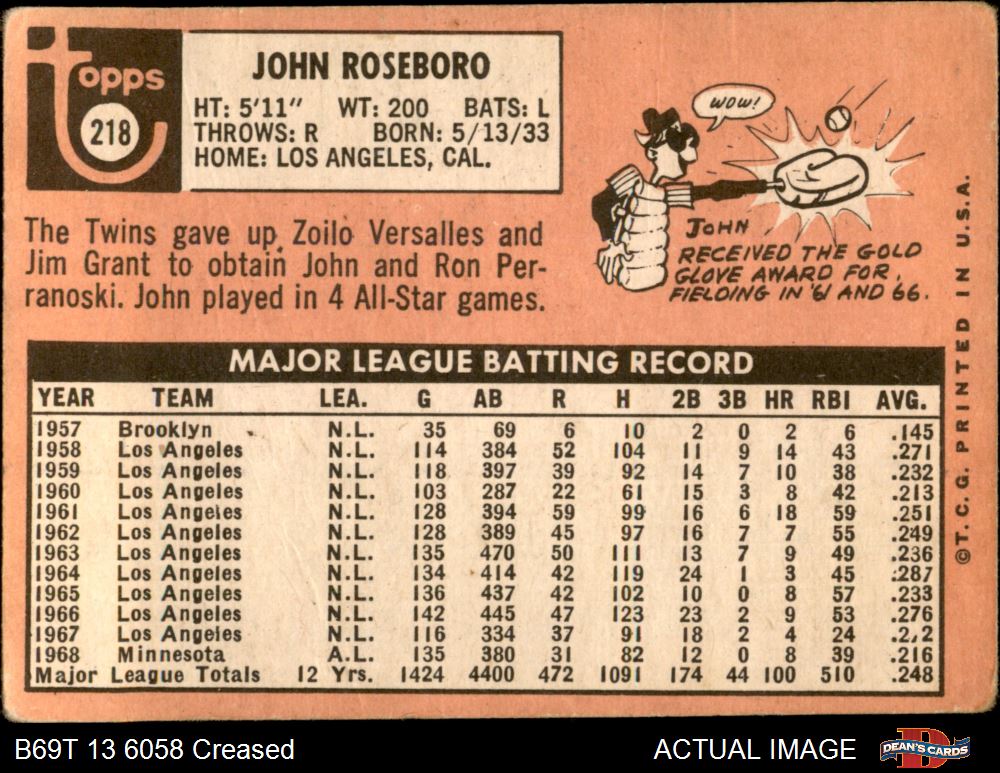 Topps
218
JOHN ROSEBORO
HT: 5'11" WT: 200 BATS: L
THROWS: R BORN: 5/13/33
HOME: LOS ANGELES, CAL.
WOW!
JOHN
RECEIVED THE GOLD
GLOVE AWARD FOR
FIELDING IN '61 AND 66.
The Twins gave up Zoilo Versalles and
Jim Grant to obtain John and Ron Per-
ranoski. John played in 4 All-Star games.
MAJOR LEAGUE BATTING RECORD
YEAR TEAM LEA. G AB R H 2B 3B HR RBI AVG.
1957 Brooklyn N.L. 35 69 6 10 2 0 2 6 .145
1958 Los Angeles N.L. 114 384 52 104 11 9 14 43 .271
1959 Los Angeles N.L. 118 397 39 92 14 7 10 38 .232
1960 Los Angeles N.L. 103 287 22 61 15 3 8 42 .213
1961 Los Angeles N.L. 128 394 59 99 16 6 18 59 .251
1962 Los Angeles N.L. 128 389 45 97 16 7 7 55 .249
1963 Los Angeles N.L. 135 470 50 111 13 7 9 49 .236
1964 Los Angeles N.L. 134 414 42 119 24 1 3 45 .287
1965 Los Angeles N.L. 136 437 42 102 10 0 8 57 .233
1966 Los Angeles N.L. 142 445 47 123 23 2 9 53 .276
1967 Los Angeles N.L. 116 334 37 91 18 2 4 24
1968 Minnesota A.L. 135 380 31 82 12 0 8 39 .216
Major League Totals 12 Yrs. 1424 4400 472 1091 174 44 100 510 .248
©T.C.G. PRINTED IN U.S.A.
B69T 13 6058 Creased
ACTUAL IMAGE
D
DEAN'S CARDS